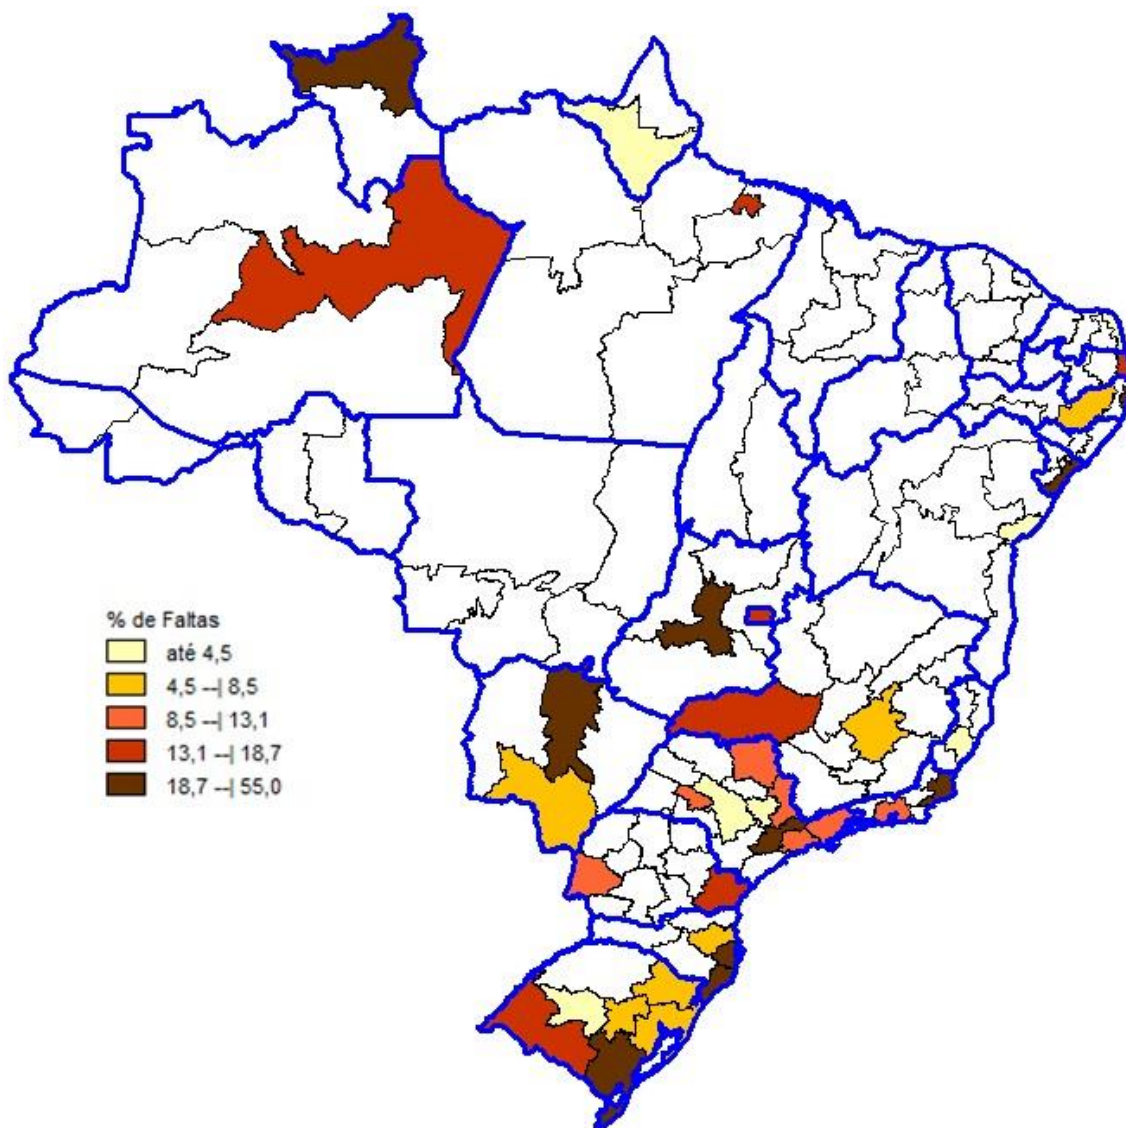 % de Faltas
até 4,5
4,5 --| 8,5
8,5 --| 13,1
13,1 --| 18,7
18,7 --| 55,0